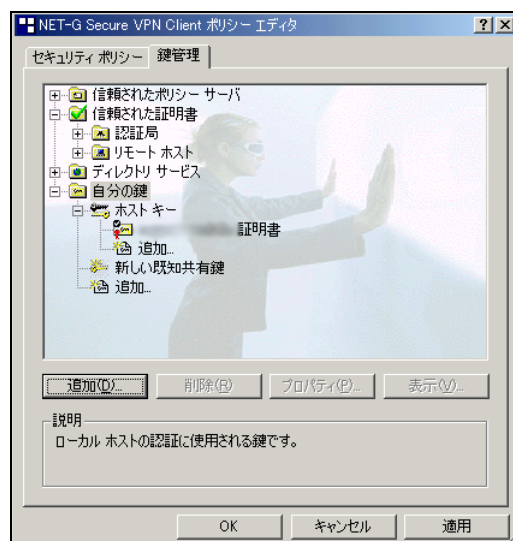 NET-G Secure VPN Client ポリシー エディタ
セキュリティ ポリシー 鍵管理
信頼されたポリシー サーバ
信頼された証明書
認証局
リモート ホスト
ディレクトリ サービス
自分の鍵
ホスト キー
証明書
追加...
新しい既知共有鍵
追加...
追加(D)... 削除(R) プロパティ(P)... 表示(V)...
説明
ローカル ホストの認証に使用される鍵です。
OK キャンセル 適用